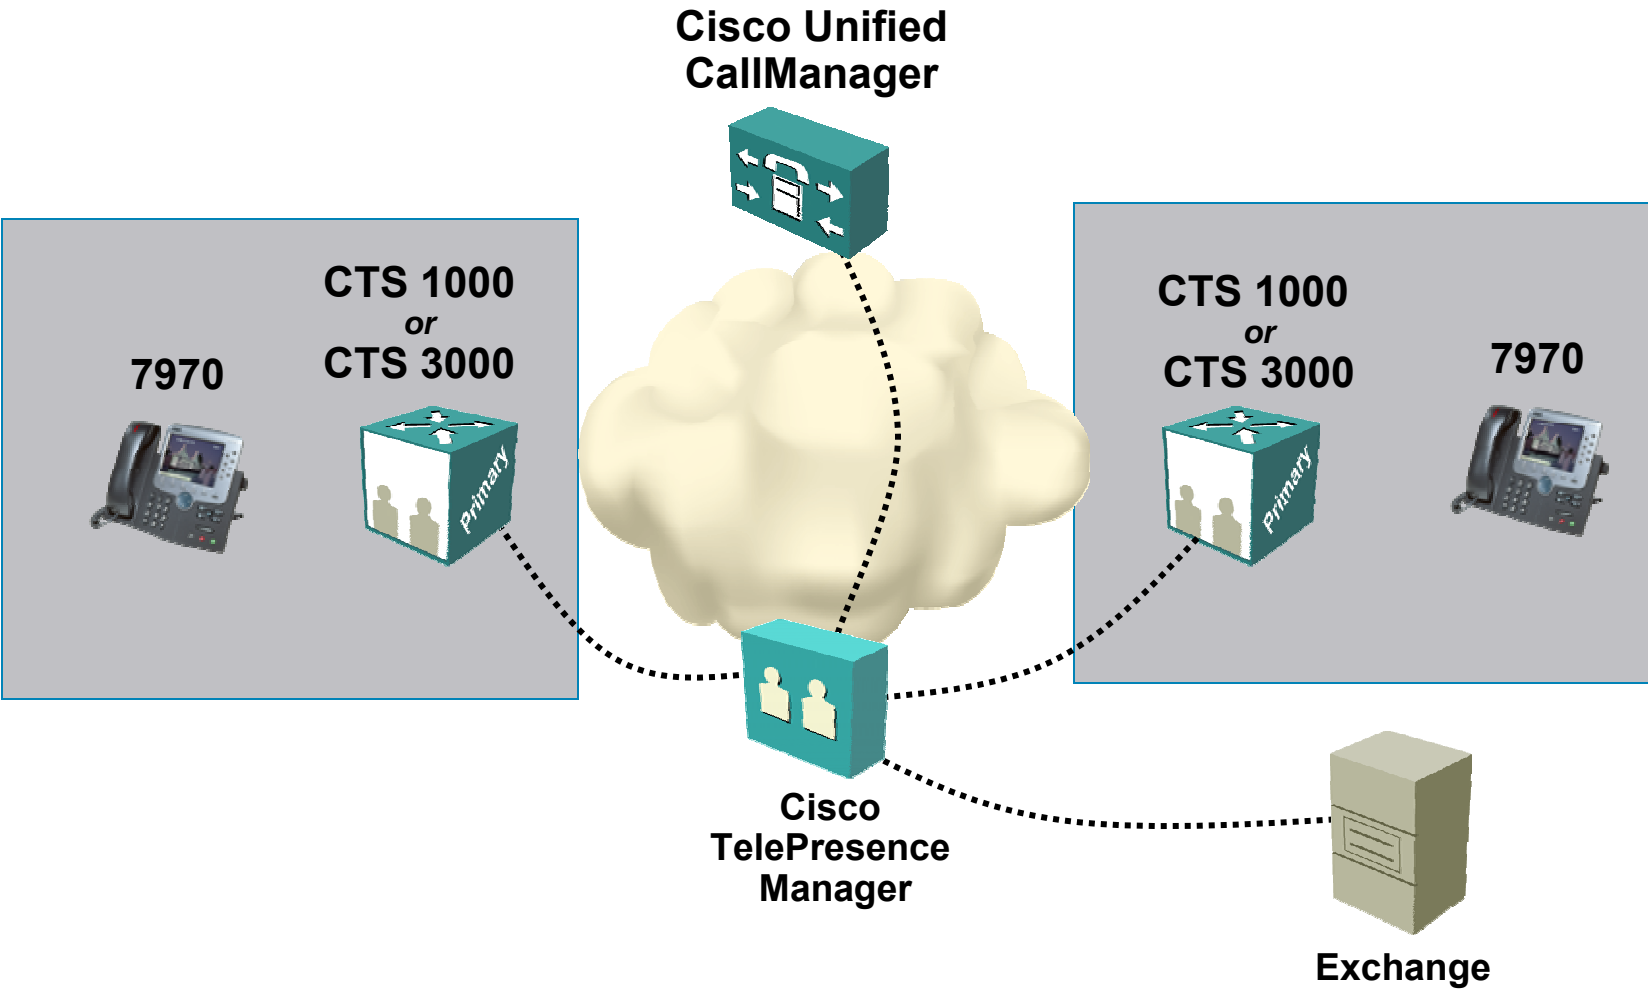 Cisco Unified
CallManager
CTS 1000
or
CTS 3000
7970
Primary
CTS 1000
or
CTS 3000
7970
Primary
Cisco
TelePresence
Manager
Exchange